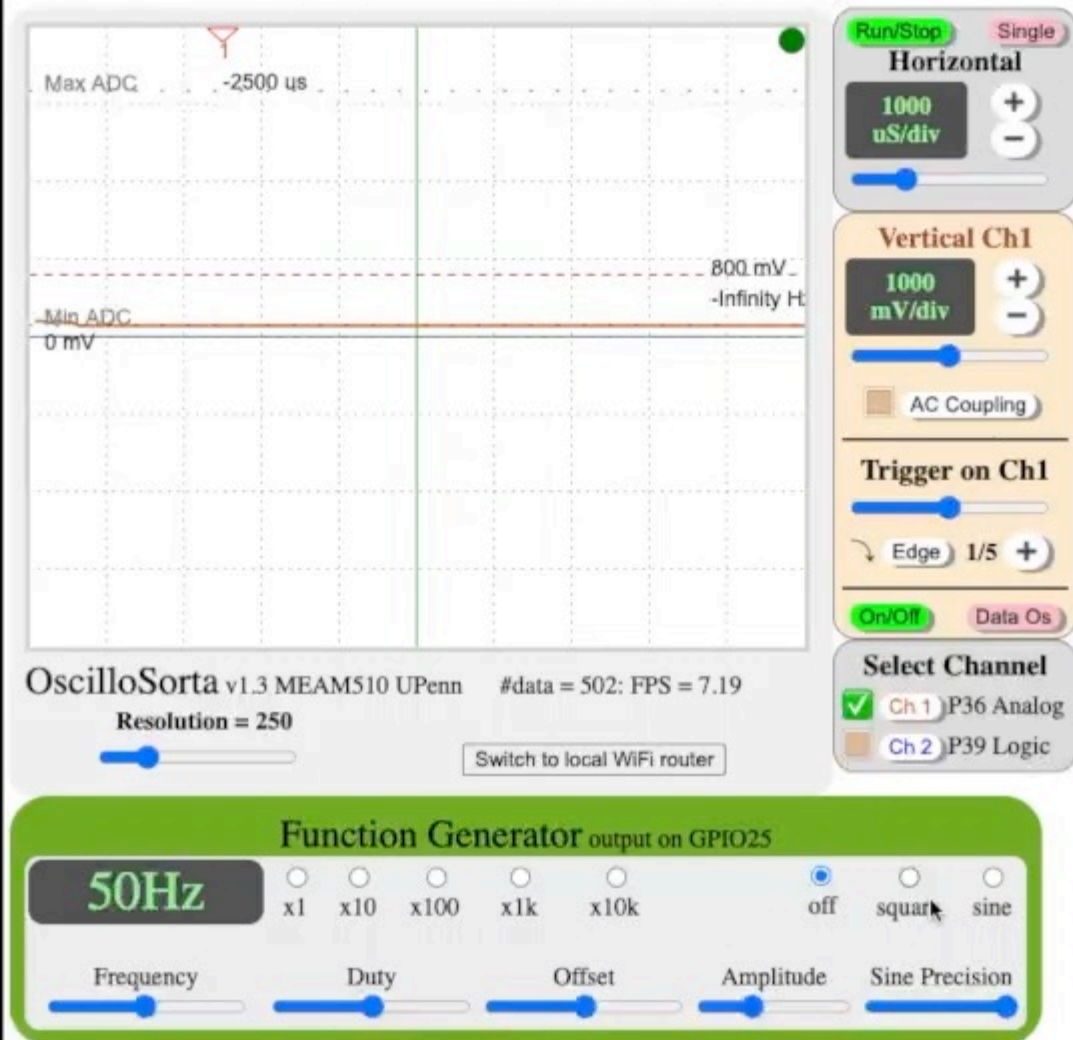 1
Max ADC
-2500 us
800 mV
-Infinity H
Min ADC
0 mV
Run/Stop
Single
Horizontal
1000
uS/div
+
−
Vertical Ch1
1000
mV/div
+
−
AC Coupling
Trigger on Ch1
Edge 1/5 +
On/Off
Data Os
Select Channel
Ch 1 P36 Analog
Ch 2 P39 Logic
OscilloSorta v1.3 MEAM510 UPenn #data = 502: FPS = 7.19
Resolution = 250
Switch to local WiFi router
Function Generator output on GPIO25
50Hz
x1 x10 x100 x1k x10k off squar sine
Frequency Duty Offset Amplitude Sine Precision